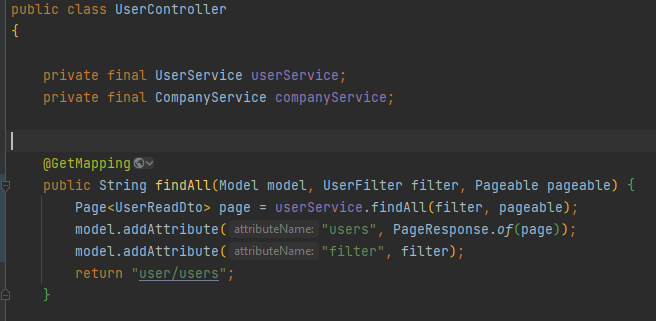 public class UserController
{
private final UserService userService;
private final CompanyService companyService;
@GetMapping
public String findAll(Model model, UserFilter filter, Pageable pageable) {
Page<UserReadDto> page = userService.findAll(filter, pageable);
model.addAttribute( attributeName: "users", PageResponse.of(page));
model.addAttribute( attributeName: "filter", filter);
return "user/users";
}